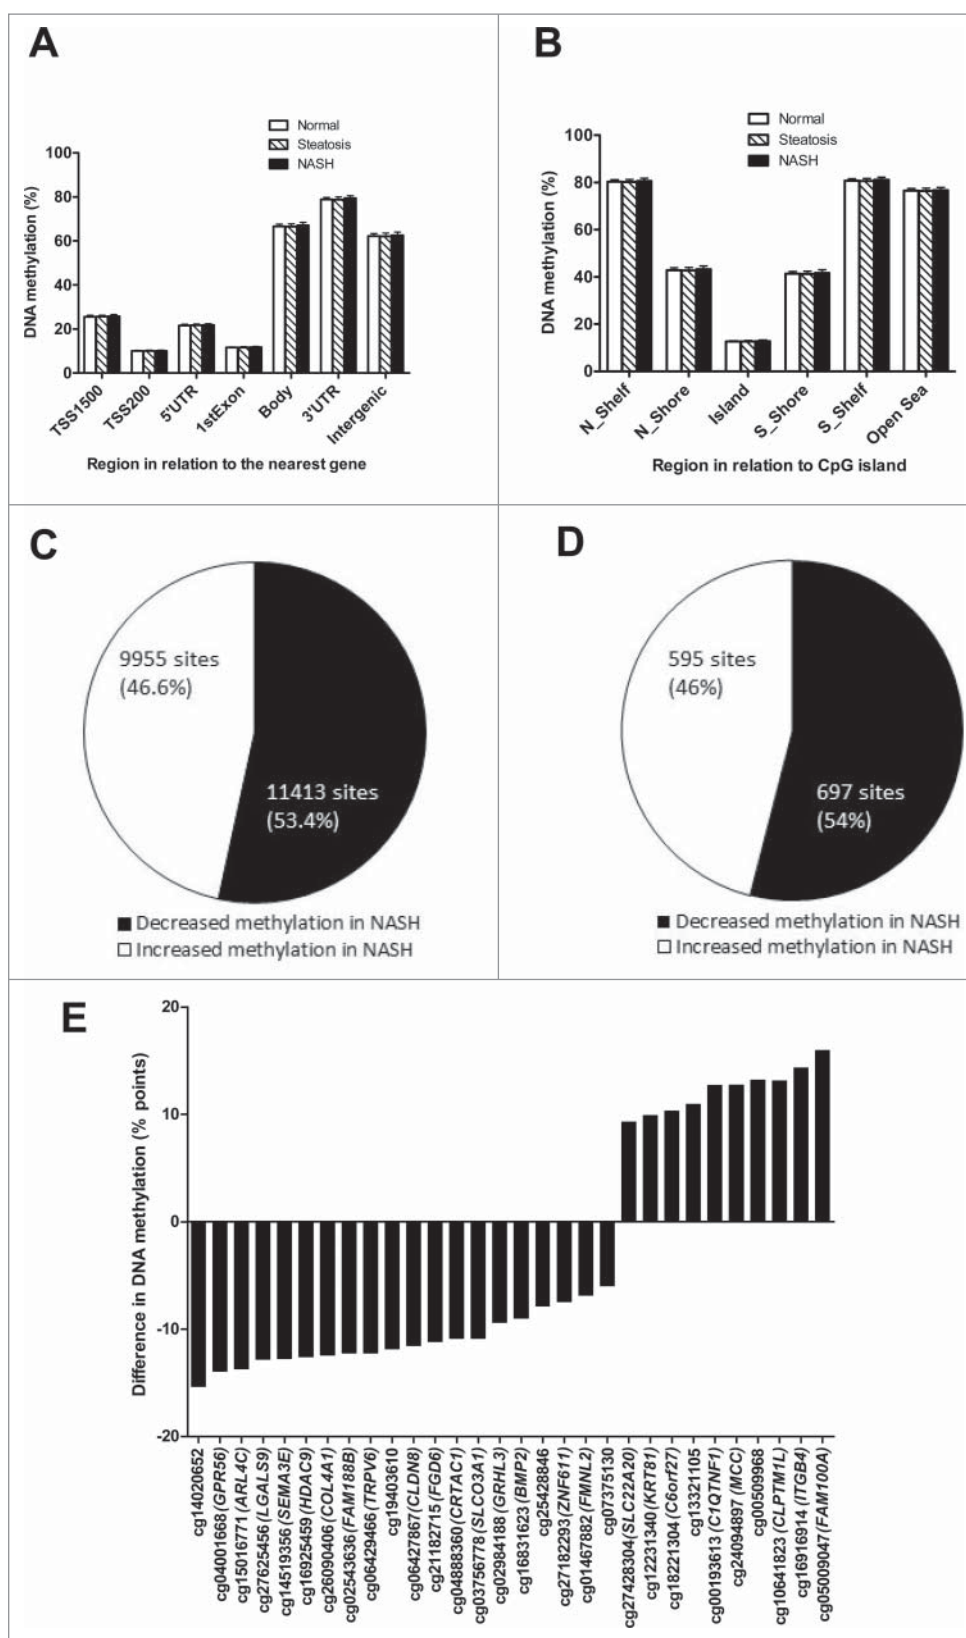 A
Normal
Steatosis
NASH
100
80
60
40
20
0
DNA methylation (%)
TSS1500
TSS200
5'UTR
1stExon
Body
3'UTR
Intergenic
Region in relation to the nearest gene
B
Normal
Steatosis
NASH
100
80
60
40
20
0
DNA methylation (%)
N_Shelf
N_Shore
Island
S_Shore
S_Shelf
Open Sea
Region in relation to CpG island
C
9955 sites
(46.6%)
11413 sites
(53.4%)
Decreased methylation in NASH
Increased methylation in NASH
D
595 sites
(46%)
697 sites
(54%)
Decreased methylation in NASH
Increased methylation in NASH
E
20
10
0
-10
-20
Difference in DNA methylation (% points)
cg14020652
cg04001668 (GPR56)
cg15016771 (ARL4C)
cg27625456 (LGALS9)
cg14519356 (SEMA3E)
cg16925459 (HDAC9)
cg26090406 (COL4A1)
cg02543636 (FAM188B)
cg06429466 (TRPV6)
cg19403610
cg06427867 (CLDN8)
cg21182715 (FGD6)
cg04888360 (CRTAC1)
cg03756778 (SLCO3A1)
cg02984188 (GRHL3)
cg16831623 (BMP2)
cg25428846
cg27182293 (ZNF611)
cg01467882 (FMNL2)
cg07375130
cg27428304 (SLC22A20)
cg12231340 (KRT81)
cg18221304 (C6orf27)
cg13321105
cg00193613 (C1QTNF1)
cg24094897 (MCC)
cg00509968
cg10641823 (CLPTM1L)
cg16916914 (ITGB4)
cg05009047 (FAM100A)